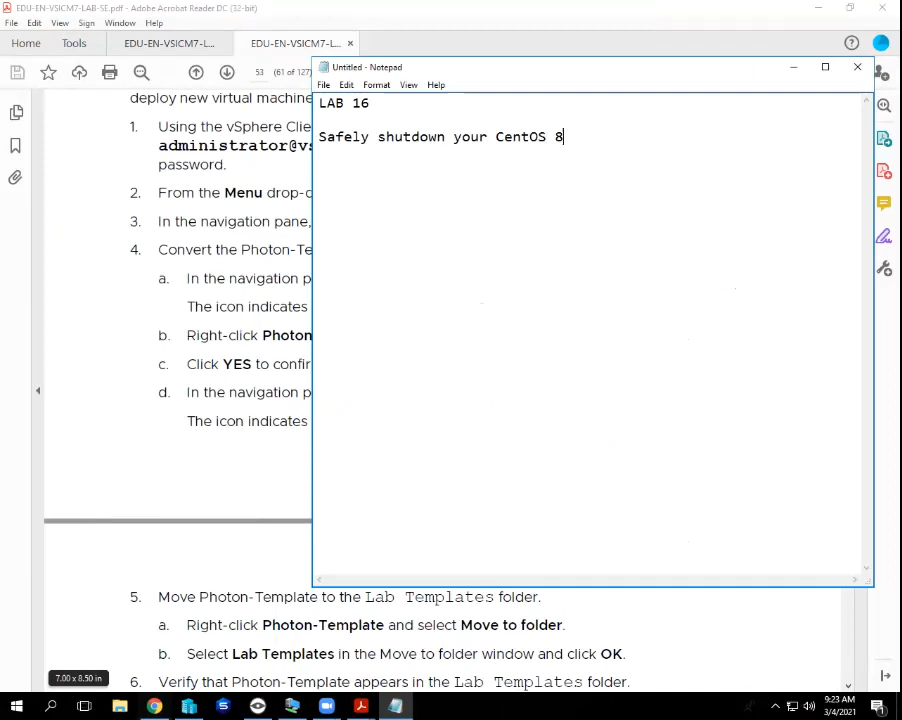 EDU-EN-VSICM7-LAB-SE.pdf - Adobe Acrobat Reader DC (32-bit)
File Edit View Sign Window Help
Home Tools EDU-EN-VSICM7-L... EDU-EN-VSICM7-L... ×
53 (61 of 127)
Untitled - Notepad
File Edit Format View Help
LAB 16
Safely shutdown your CentOS 8
deploy new virtual machine
1. Using the vSphere Clie
administrator@vs
password.
2. From the Menu drop-d
3. In the navigation pane,
4. Convert the Photon-Te
a. In the navigation p
The icon indicates
b. Right-click Photon
c. Click YES to confir
d. In the navigation p
The icon indicates
5. Move Photon-Template to the Lab Templates folder.
a. Right-click Photon-Template and select Move to folder.
b. Select Lab Templates in the Move to folder window and click OK.
6. Verify that Photon-Template appears in the Lab Templates folder.
7.00 x 8.50 in
9:23 AM
3/4/2021